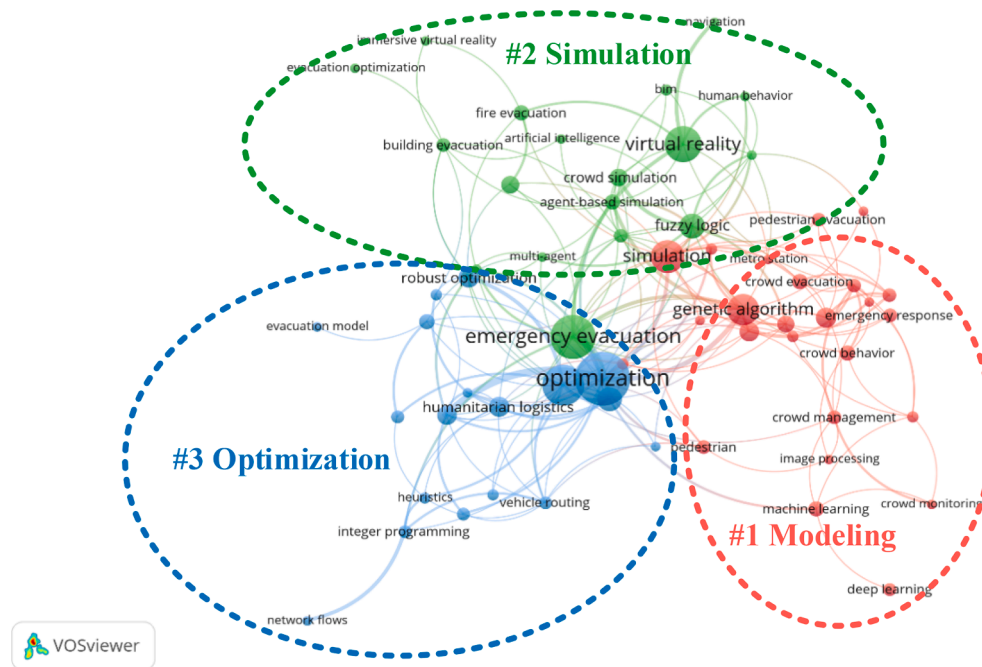 navigation
immersive virtual reality
#2 Simulation
evacuation optimization
bim
human behavior
fire evacuation
artificial intelligence
building evacuation
virtual reality
crowd simulation
agent-based simulation
pedestrian evacuation
fuzzy logic
multi-agent
simulation
metro station
robust optimization
crowd evacuation
genetic algorithm
emergency response
evacuation model
emergency evacuation
crowd behavior
optimization
humanitarian logistics
crowd management
pedestrian
#3 Optimization
image processing
heuristics
vehicle routing
machine learning
crowd monitoring
integer programming
#1 Modeling
deep learning
network flows
VOSviewer